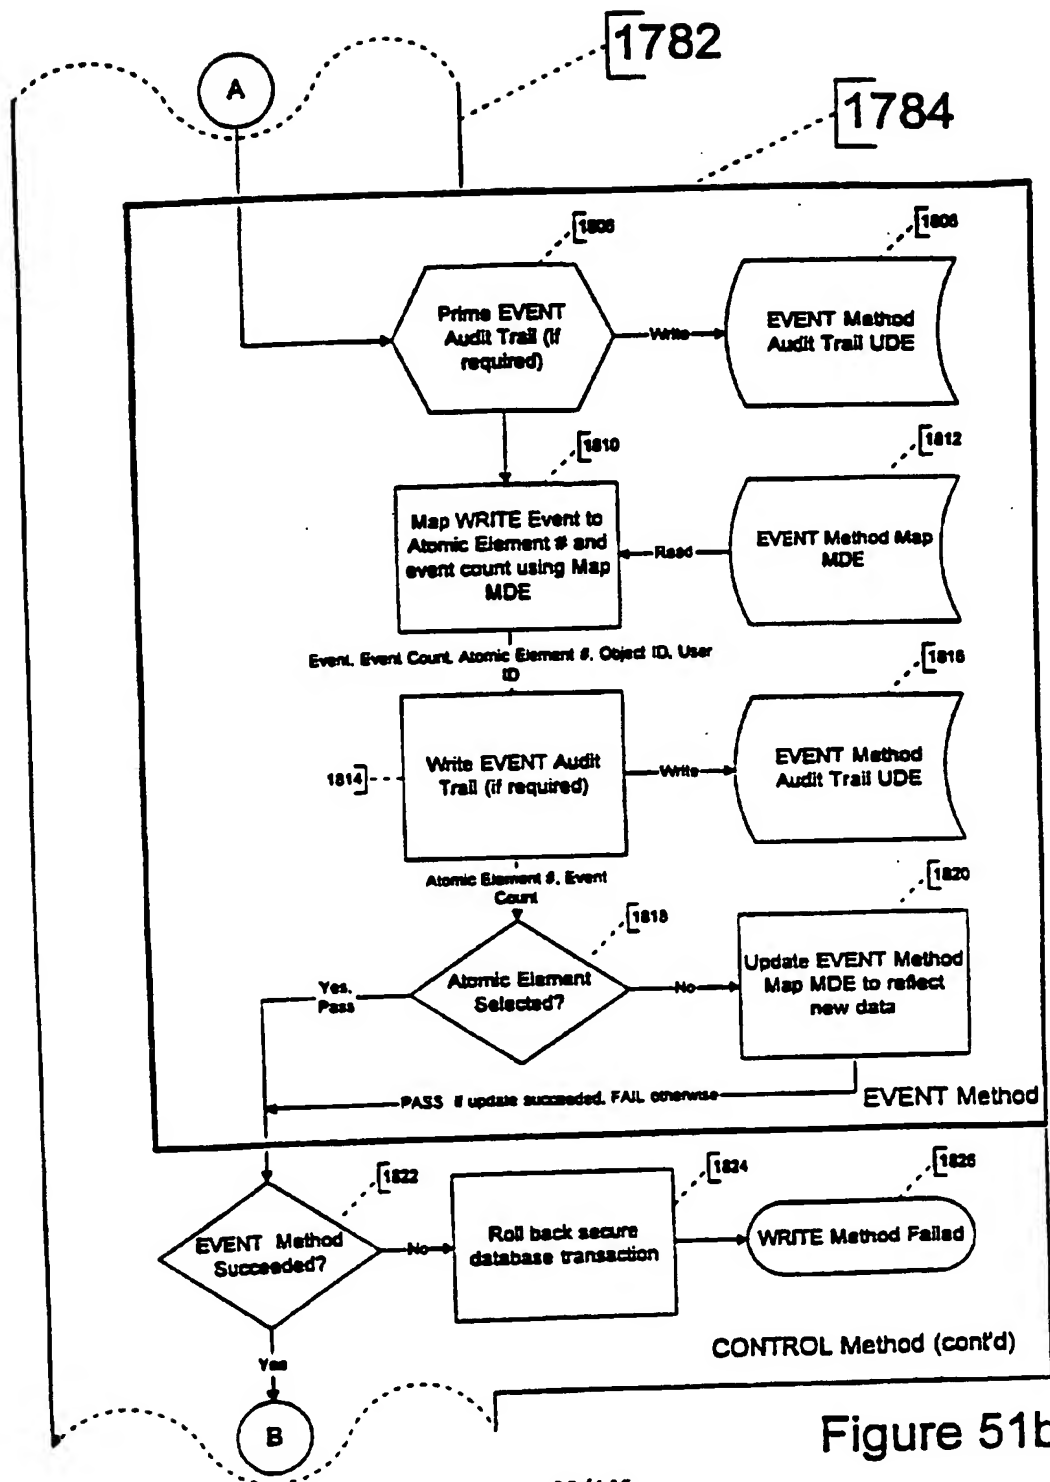 1782
A
1784
1806
1808
Prime EVENT
Audit Trail (if
required)
Write
EVENT Method
Audit Trail UDE
1810
1812
Map WRITE Event to
Atomic Element # and
event count using Map
MDE
Read
EVENT Method Map
MDE
Event, Event Count, Atomic Element #, Object ID, User
ID
1816
1814
Write EVENT Audit
Trail (if required)
Write
EVENT Method
Audit Trail UDE
Atomic Element #, Event
Count
1818
1820
Yes,
Pass
Atomic Element
Selected?
No
Update EVENT Method
Map MDE to reflect
new data
PASS if update succeeded, FAIL otherwise
EVENT Method
1822
1824
1826
EVENT Method
Succeeded?
No
Roll back secure
database transaction
WRITE Method Failed
Yes
CONTROL Method (cont'd)
B
Figure 51b